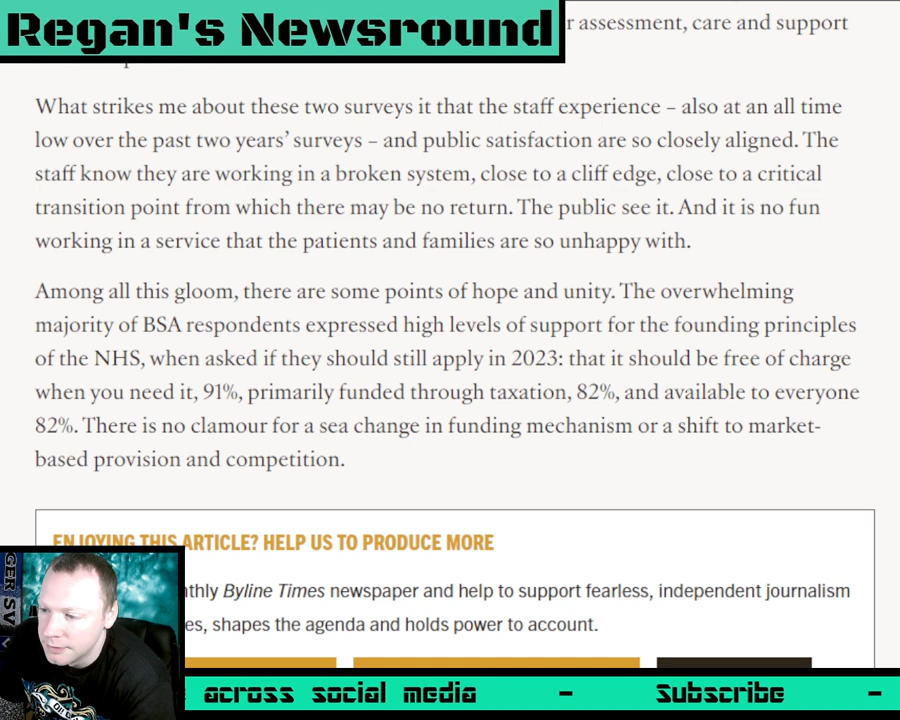 Regan's Newsround
r assessment, care and support
What strikes me about these two surveys it that the staff experience – also at an all time
low over the past two years’ surveys – and public satisfaction are so closely aligned. The
staff know they are working in a broken system, close to a cliff edge, close to a critical
transition point from which there may be no return. The public see it. And it is no fun
working in a service that the patients and families are so unhappy with.
Among all this gloom, there are some points of hope and unity. The overwhelming
majority of BSA respondents expressed high levels of support for the founding principles
of the NHS, when asked if they should still apply in 2023: that it should be free of charge
when you need it, 91%, primarily funded through taxation, 82%, and available to everyone
82%. There is no clamour for a sea change in funding mechanism or a shift to market-
based provision and competition.
ENJOYING THIS ARTICLE? HELP US TO PRODUCE MORE
nthly Byline Times newspaper and help to support fearless, independent journalism
es, shapes the agenda and holds power to account.
across social media - Subscribe -